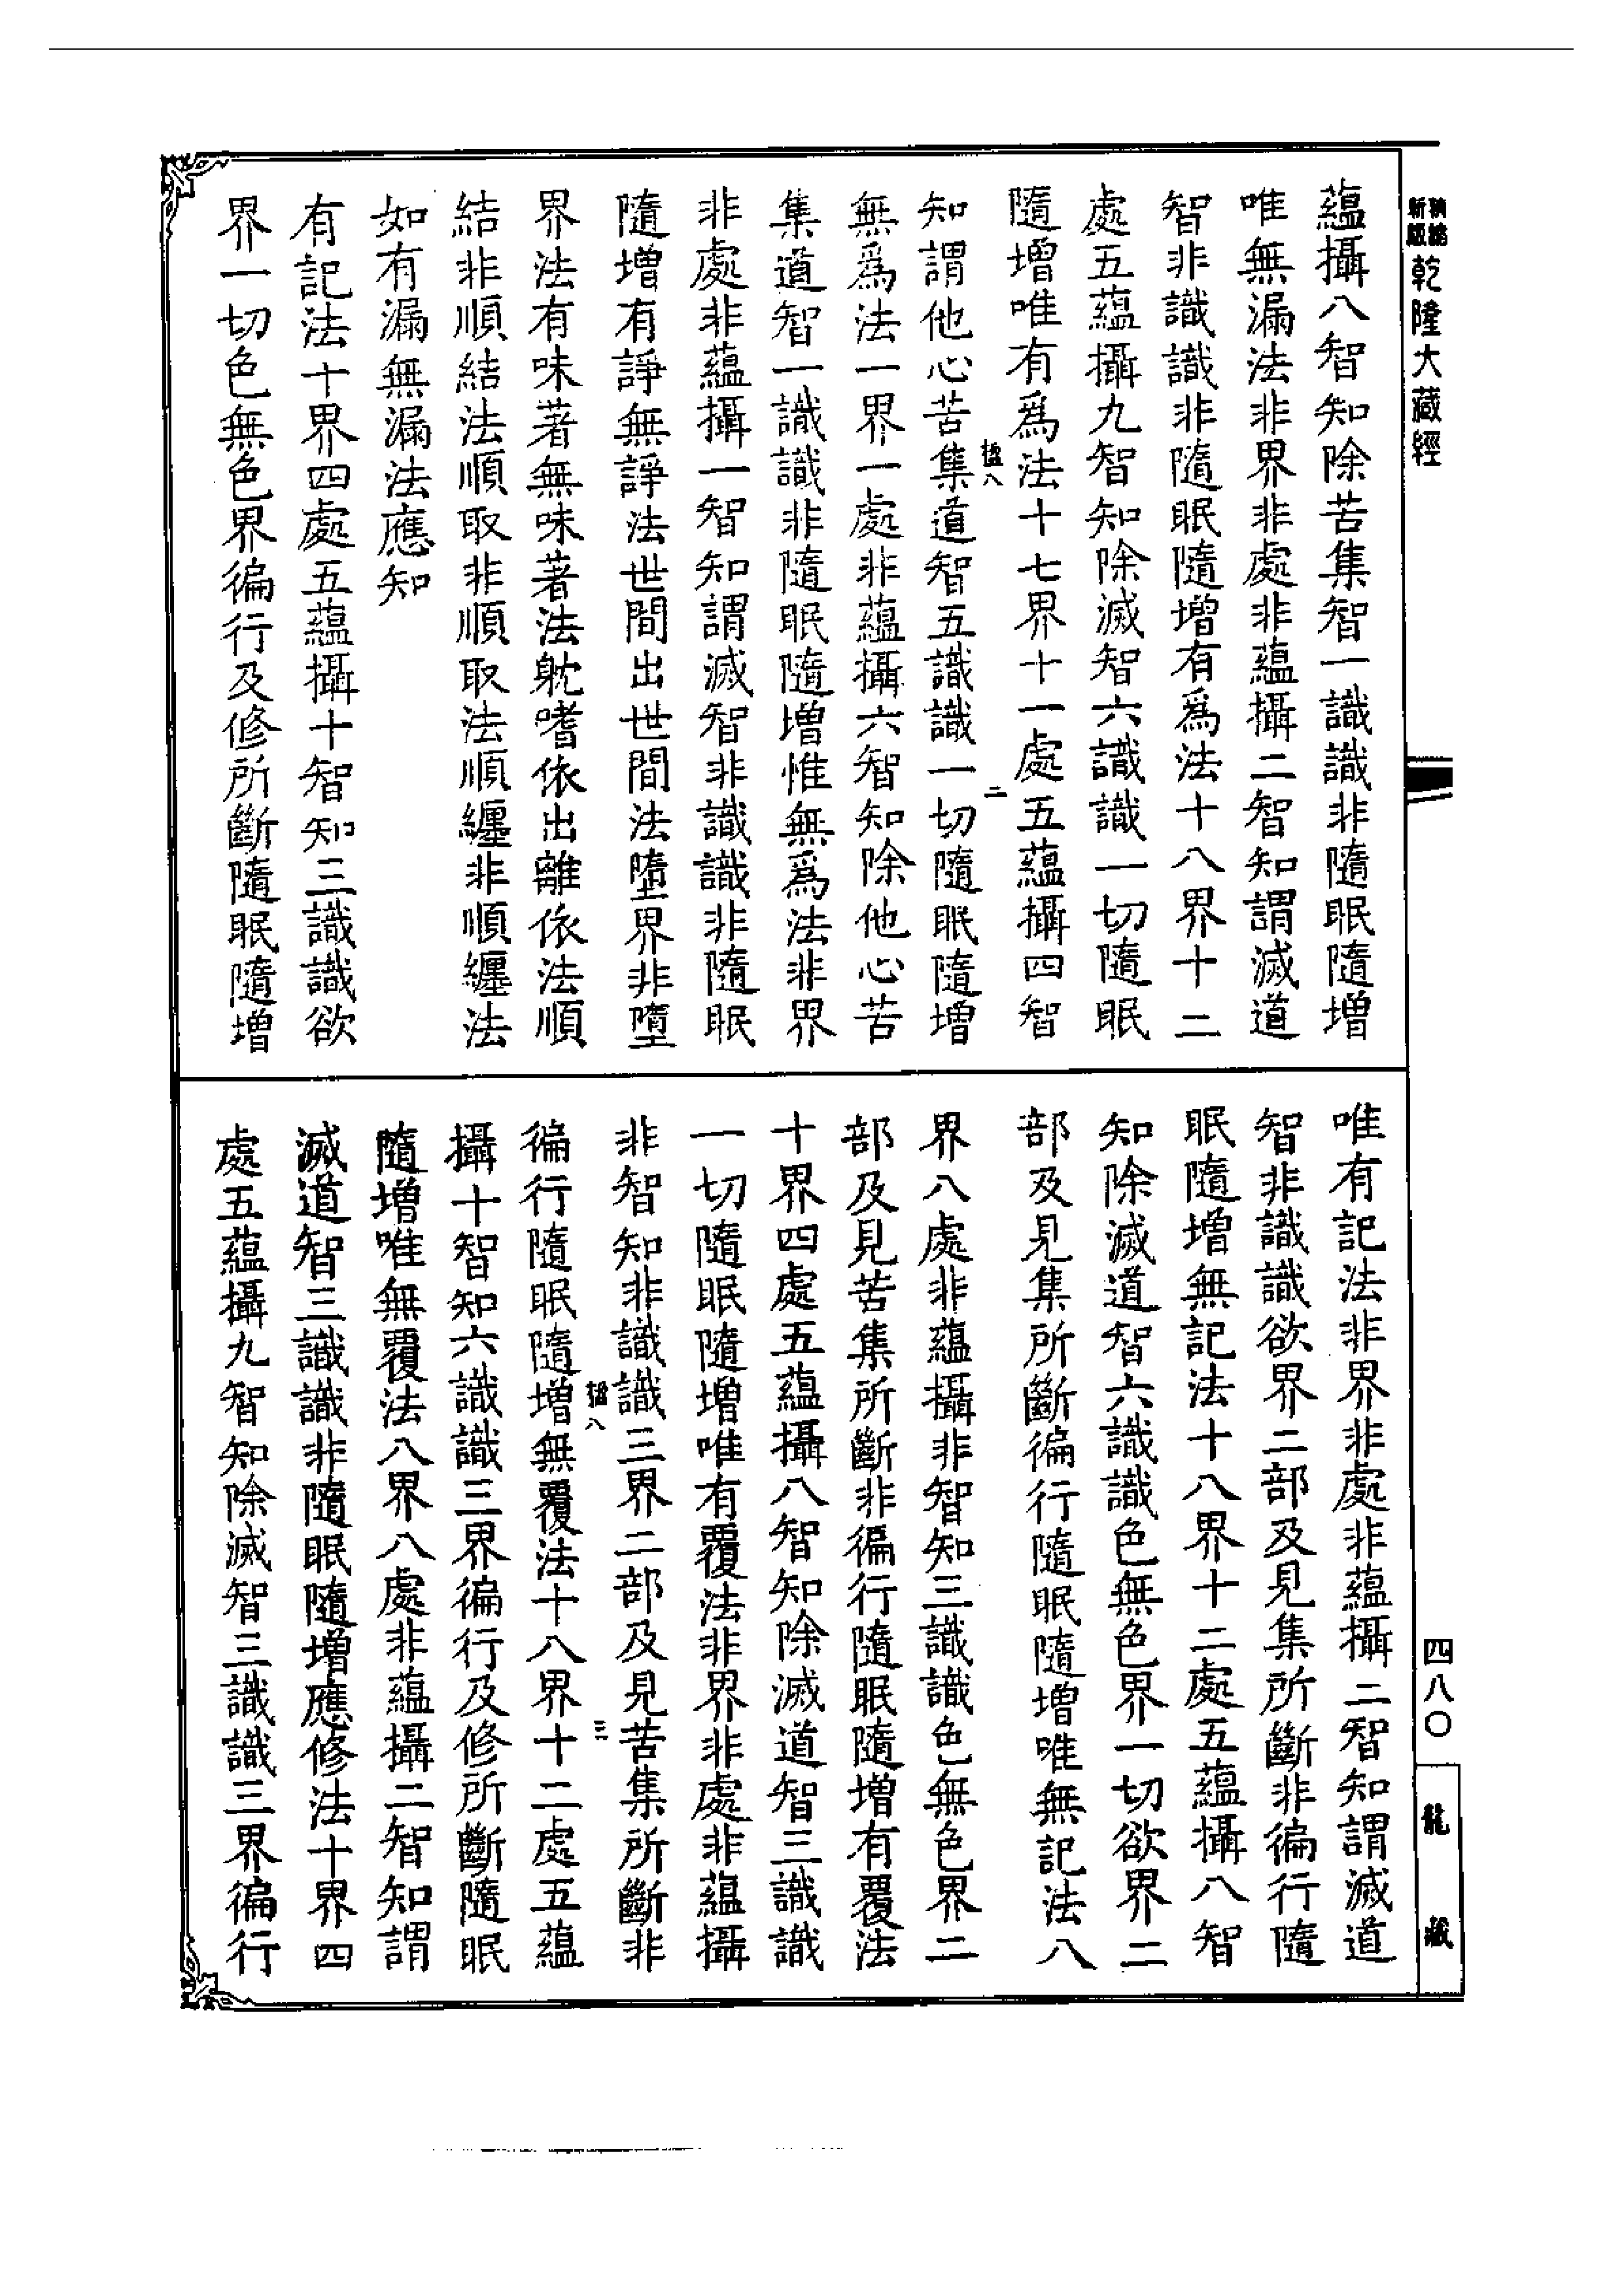 精縮
新版
乾隆大藏經
蘊攝八智知除苦集智一識識非隨眠隨增
唯無漏法非界非處非蘊攝二智知謂滅道
智非識識非隨眠隨增有爲法十八界十二
處五蘊攝九智知除滅智六識識一切隨眠
隨增唯有爲法十七界十一處五蘊攝四智
知謂他心苦集道智五識識一切隨眠隨增
無爲法一界一處非蘊攝六智知除他心苦
集道智一識識非隨眠隨增惟無爲法非界
非處非蘊攝一智知謂滅智非識識非隨眠
隨增有諍無諍法世間出世間法墮界非墮
界法有味著無味著法躭嗜依出離依法順
結非順結法順取非順取法順纏非順纏法
如有漏無漏法應知
有記法十界四處五蘊攝十智知三識識欲
界一切色無色界徧行及修所斷隨眠隨增
唯有記法非界非處非蘊攝二智知謂滅道
智非識識欲界二部及見集所斷非徧行隨
眠隨增無記法十八界十二處五蘊攝八智
知除滅道智六識識色無色界一切欲界二
部及見集所斷徧行隨眠隨增唯無記法八
界八處非蘊攝非智知三識識色無色界二
部及見苦集所斷非徧行隨眠隨增有覆法
十界四處五蘊攝八智知除滅道智三識識
一切隨眠隨增唯有覆法非界非處非蘊攝
非智知非識識三界二部及見苦集所斷非
徧行隨眠隨增無覆法十八界十二處五蘊
攝十智知六識識三界徧行及修所斷隨眠
隨增唯無覆法八界八處非蘊攝二智知謂
滅道智三識識非隨眠隨增應修法十界四
處五蘊攝九智知除滅智三識識三界徧行
四八〇
龍藏